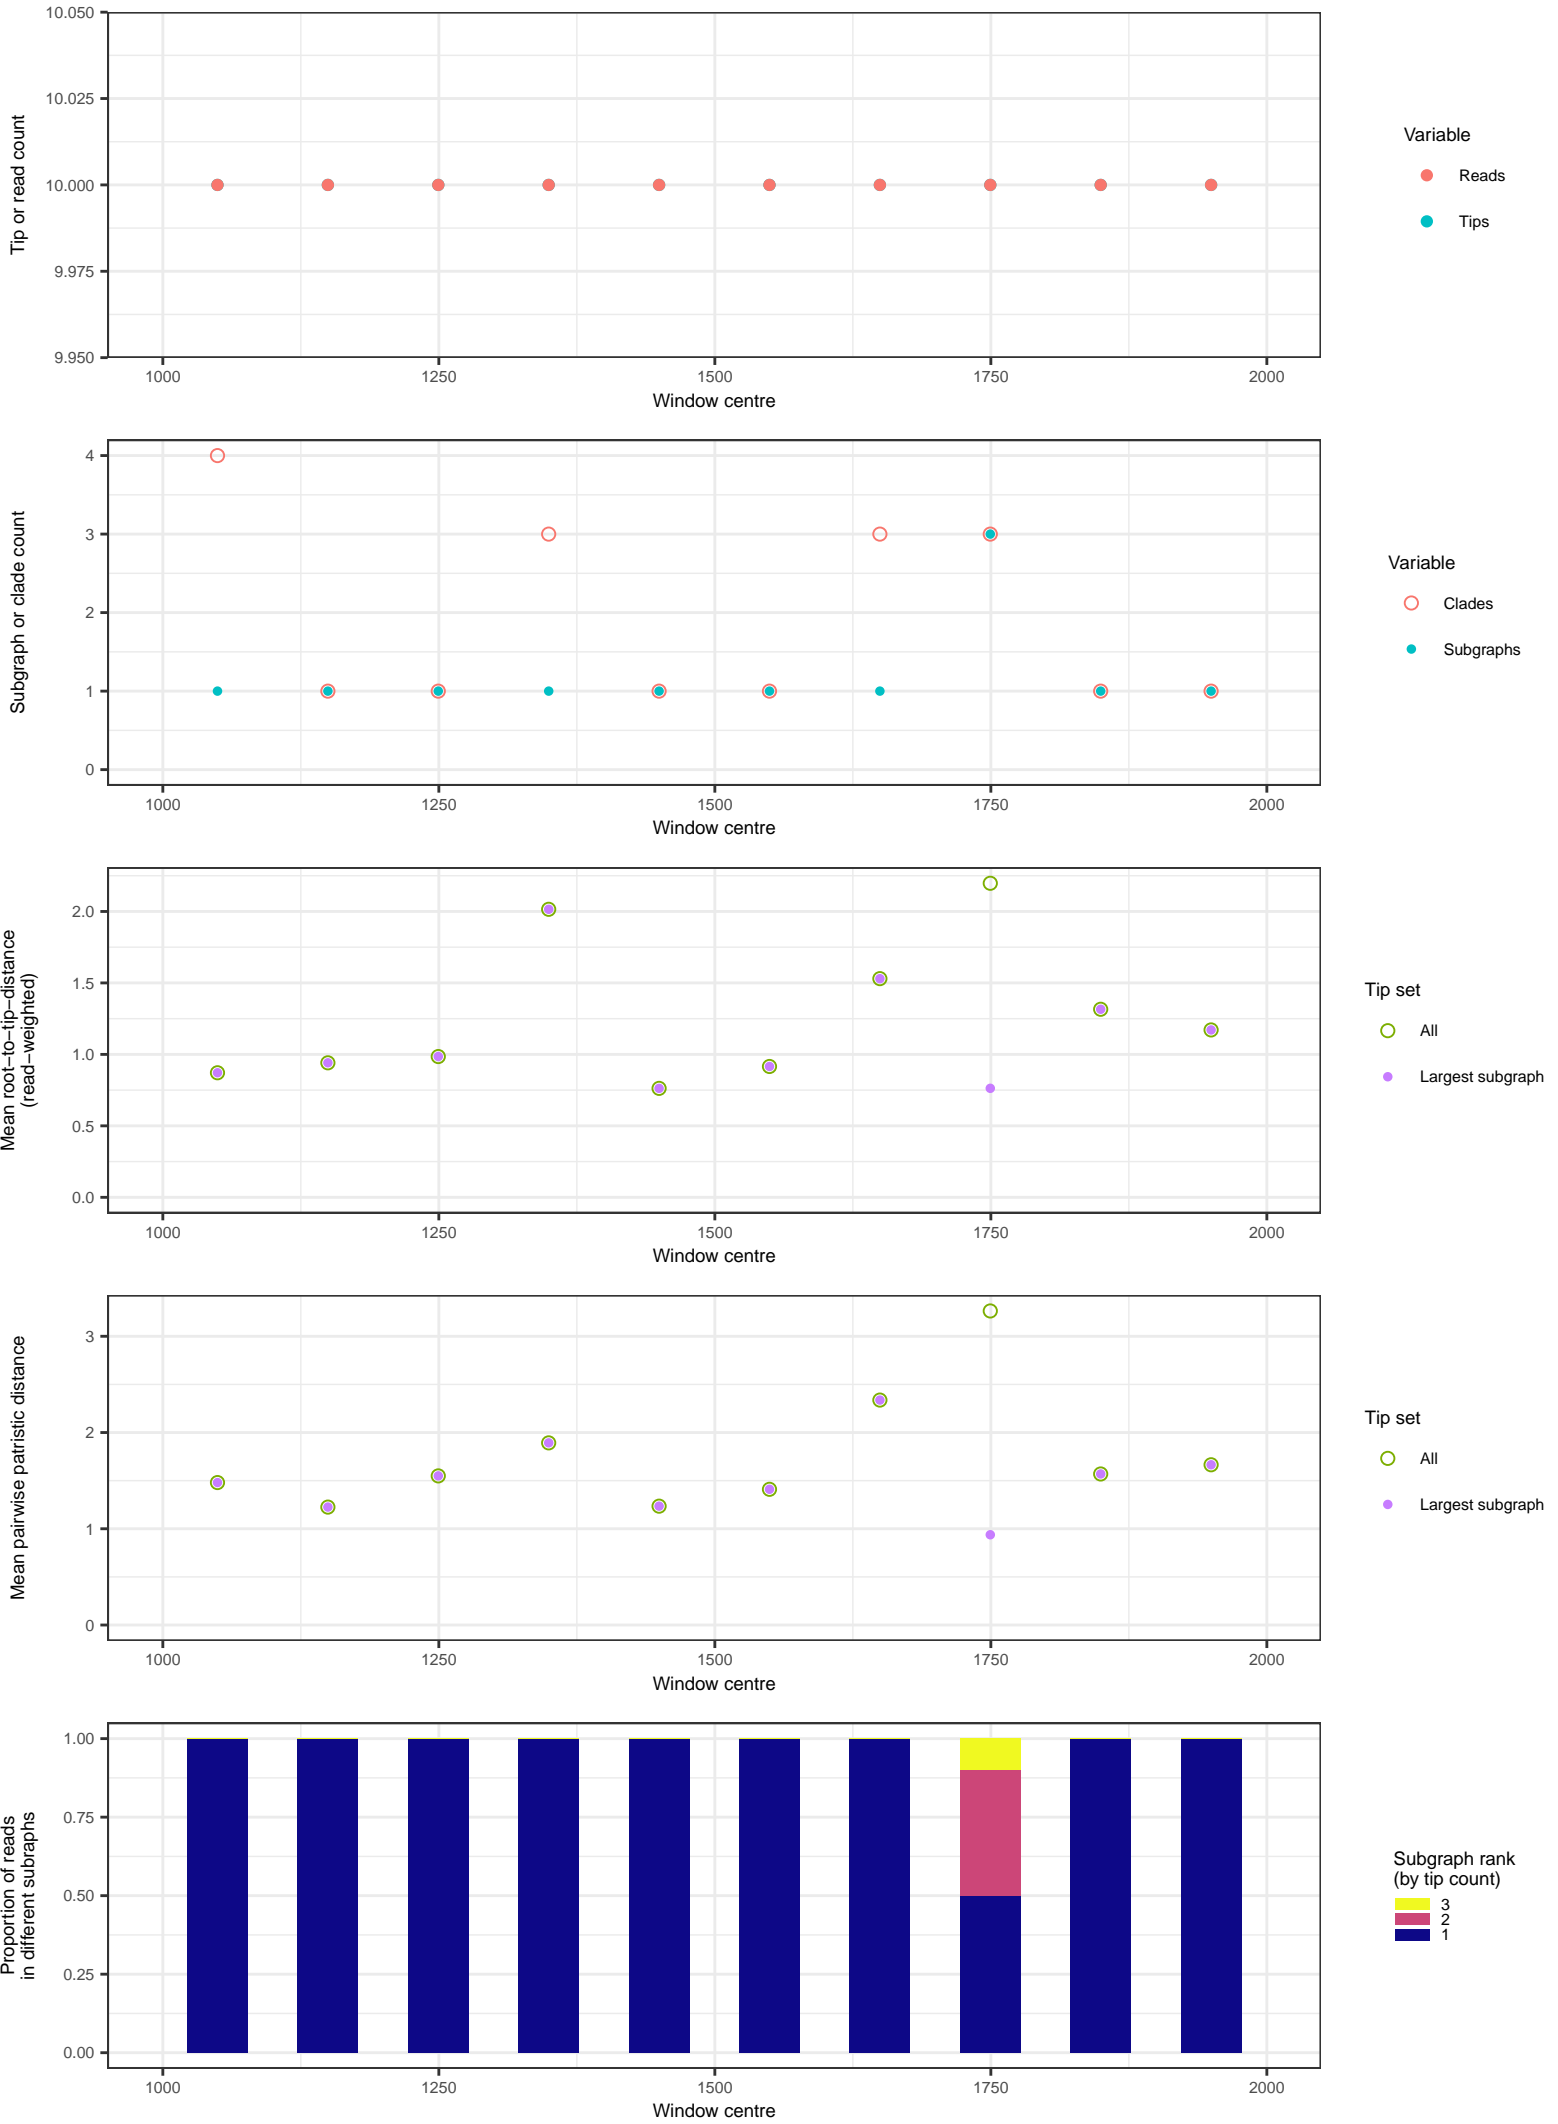 10.050
10.025
10.000
9.975
9.950
Tip or read count
1000 1250 1500 1750 2000
Window centre
Variable
Reads
Tips
4
3
2
1
0
Subgraph or clade count
1000 1250 1500 1750 2000
Window centre
Variable
Clades
Subgraphs
2.0
1.5
1.0
0.5
0.0
Mean root−to−tip−distance
(read−weighted)
1000 1250 1500 1750 2000
Window centre
Tip set
All
Largest subgraph
3
2
1
0
Mean pairwise patristic distance
1000 1250 1500 1750 2000
Window centre
Tip set
All
Largest subgraph
1.00
0.75
0.50
0.25
0.00
Proportion of reads
in different subraphs
1000 1250 1500 1750 2000
Window centre
Subgraph rank
(by tip count)
3
2
1